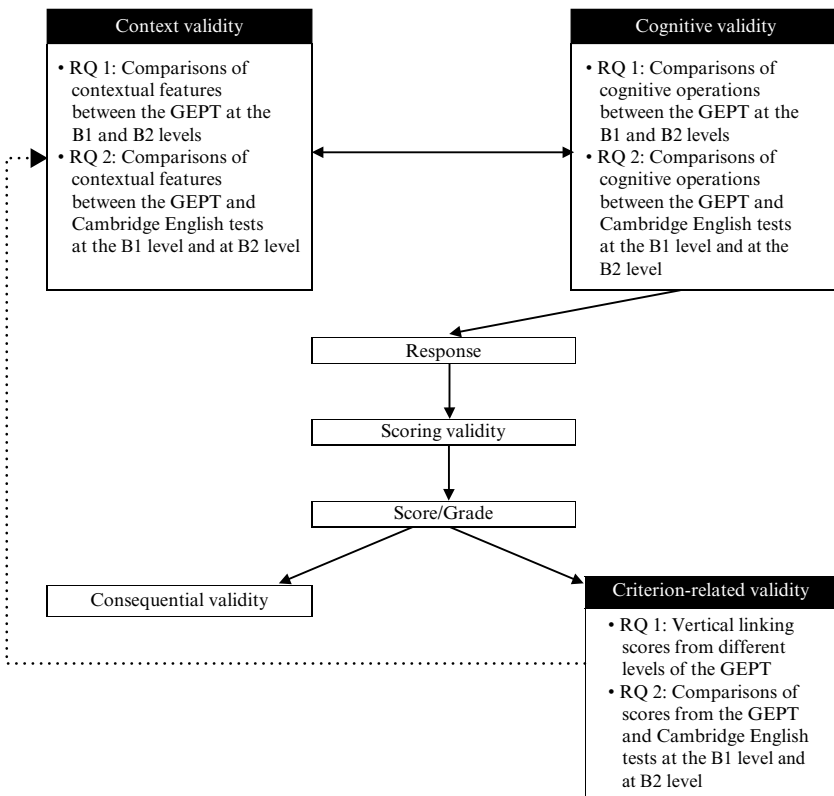 Context validity
• RQ 1: Comparisons of
contextual features
between the GEPT at the
B1 and B2 levels
• RQ 2: Comparisons of
contextual features
between the GEPT and
Cambridge English tests
at the B1 level and at B2 level
Cognitive validity
• RQ 1: Comparisons of
cognitive operations
between the GEPT at the
B1 and B2 levels
• RQ 2: Comparisons of
cognitive operations
between the GEPT and
Cambridge English tests
at the B1 level and at the
B2 level
Response
Scoring validity
Score/Grade
Consequential validity
Criterion-related validity
• RQ 1: Vertical linking
scores from different
levels of the GEPT
• RQ 2: Comparisons of
scores from the GEPT
and Cambridge English
tests at the B1 level and
at B2 level